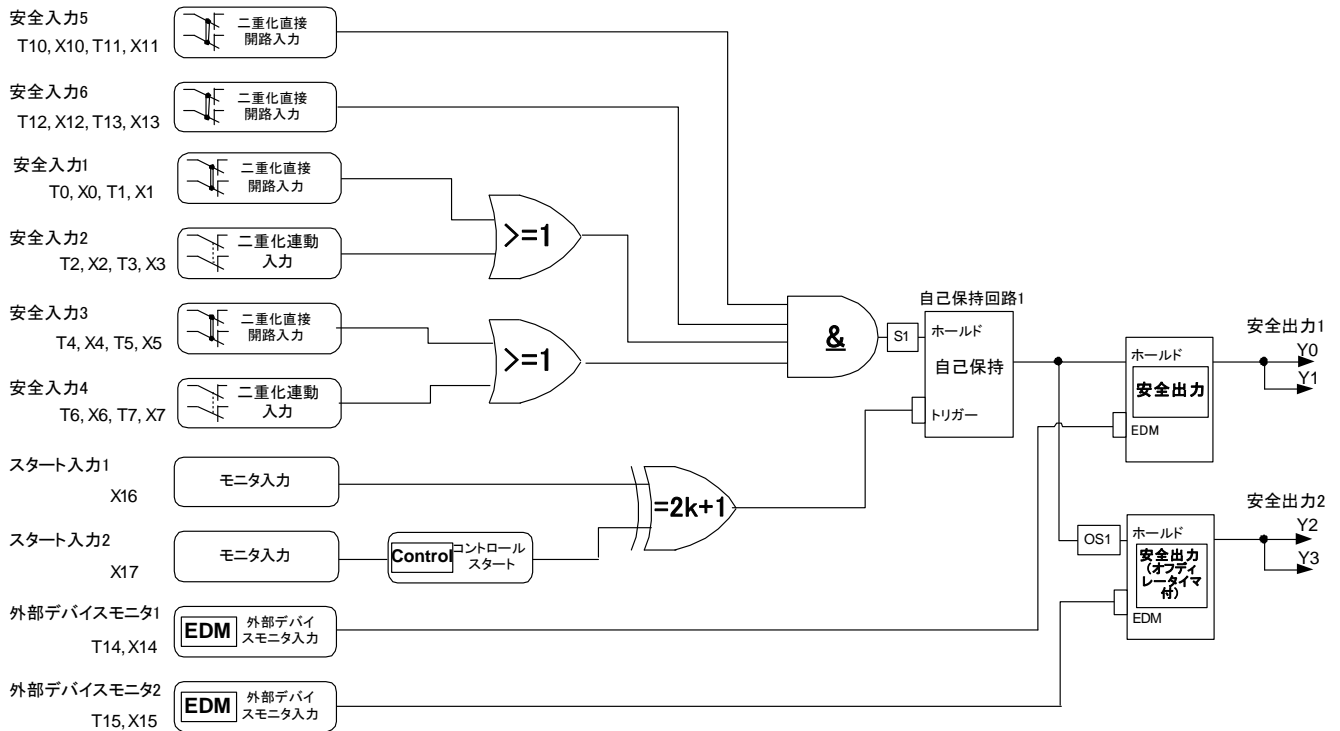 安全入力5
T10, X10, T11, X11
二重化直接
開路入力
安全入力6
T12, X12, T13, X13
二重化直接
開路入力
安全入力1
T0, X0, T1, X1
二重化直接
開路入力
>=1
安全入力2
T2, X2, T3, X3
二重化連動
入力
安全入力3
T4, X4, T5, X5
二重化直接
開路入力
>=1
安全入力4
T6, X6, T7, X7
二重化連動
入力
&
S1
自己保持回路1
ホールド
自己保持
トリガー
ホールド
安全出力
EDM
安全出力1
Y0
Y1
スタート入力1
X16
モニタ入力
=2k+1
スタート入力2
X17
モニタ入力
Control
コントロール
スタート
OS1
ホールド
安全出力
(オフディ
レータイマ
付)
EDM
安全出力2
Y2
Y3
外部デバイスモニタ1
T14, X14
EDM
外部デバイ
スモニタ入力
外部デバイスモニタ2
T15, X15
EDM
外部デバイ
スモニタ入力